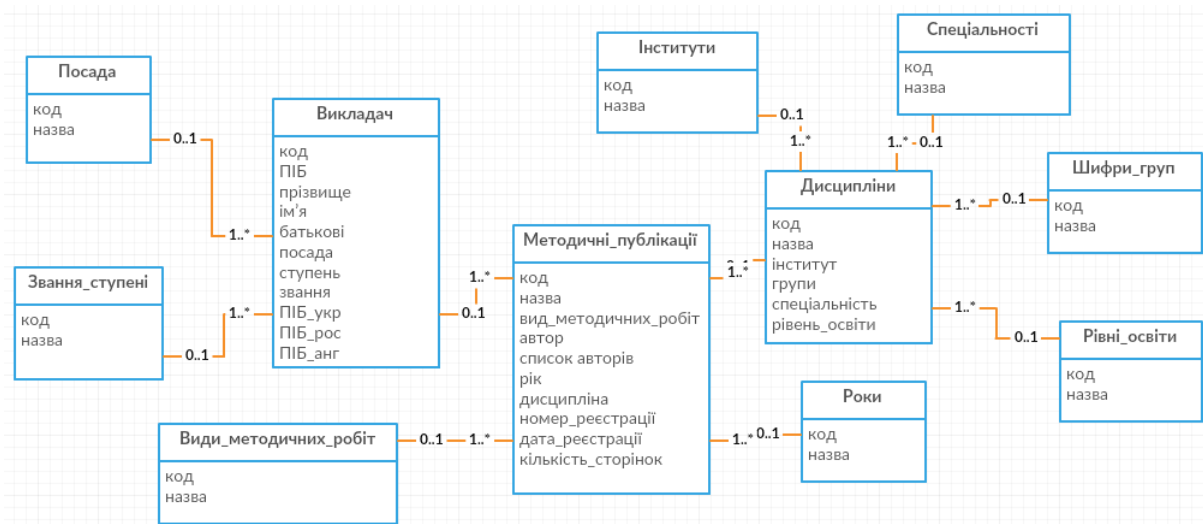 Посада
код
назва
0..1
1..*
Звання_ступені
код
назва
0..1
1..*
Викладач
код
ПІБ
прізвище
ім’я
батькові
посада
ступень
звання
ПІБ_укр
ПІБ_рос
ПІБ_анг
0..1
1..*
Види_методичних_робіт
код
назва
0..1
1..*
Методичні_публікації
код
назва
вид_методичних_робіт
автор
список авторів
рік
дисципліна
номер_реєстрації
дата_реєстрації
кількість_сторінок
1..*
0..1
Роки
код
назва
1..*
0..1
Інститути
код
назва
0..1
1..*
Спеціальності
код
назва
1..*
0..1
Дисципліни
код
назва
інститут
групи
спеціальність
рівень_освіти
1..*
0..1
Шифри_груп
код
назва
1..*
0..1
Рівні_освіти
код
назва